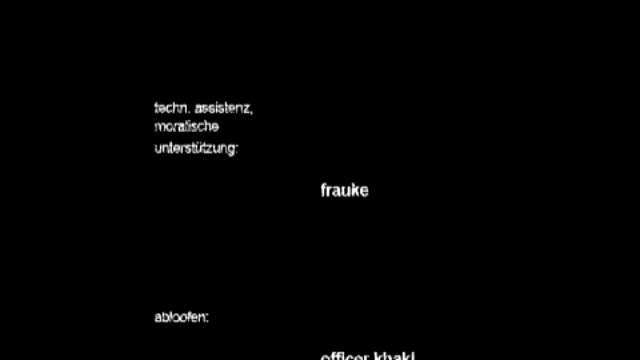 techn. assistenz,
moralische
unterstützung:
frauke
abloofen:
officer khaki